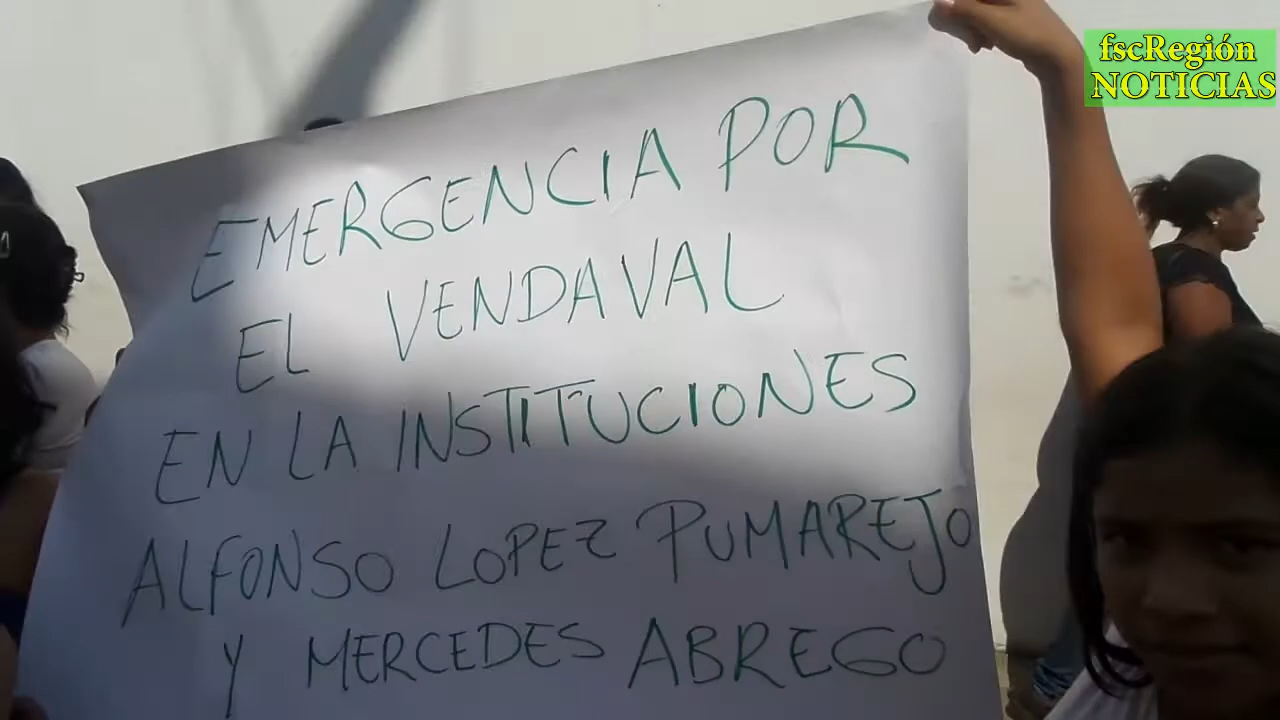 fscRegión
NOTICIAS
EMERGENCIA POR
EL VENDAVAL
EN LA INSTITUCIONES
ALFONSO LOPEZ PUMAREJO
Y MERCEDES ABREGO